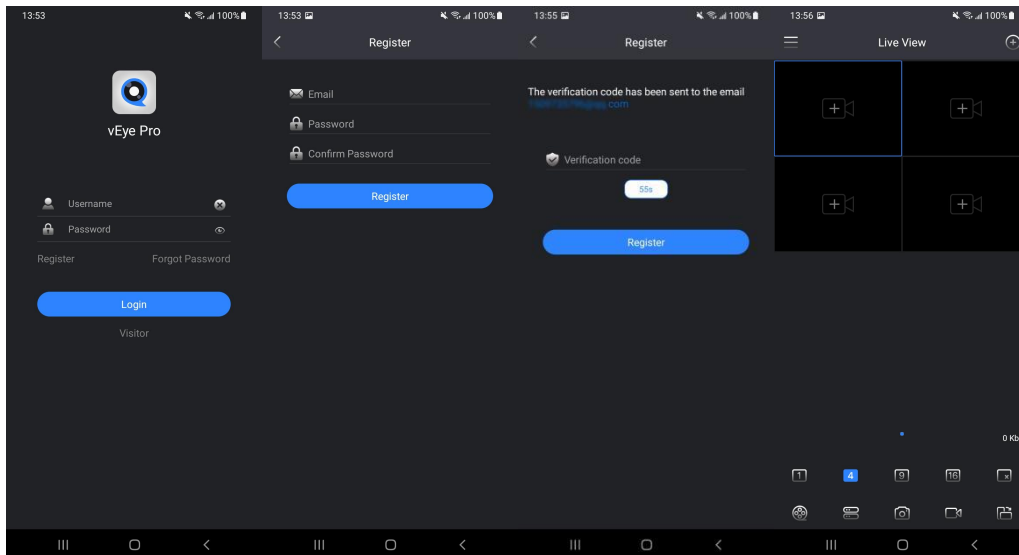 13:53
100%
vEye Pro
Username
Password
Register
Forgot Password
Login
Visitor
13:53
100%
Register
Email
Password
Confirm Password
Register
13:55
100%
Register
The verification code has been sent to the email
com
Verification code
55s
Register
13:56
100%
Live View
0 Kb
1
4
9
16